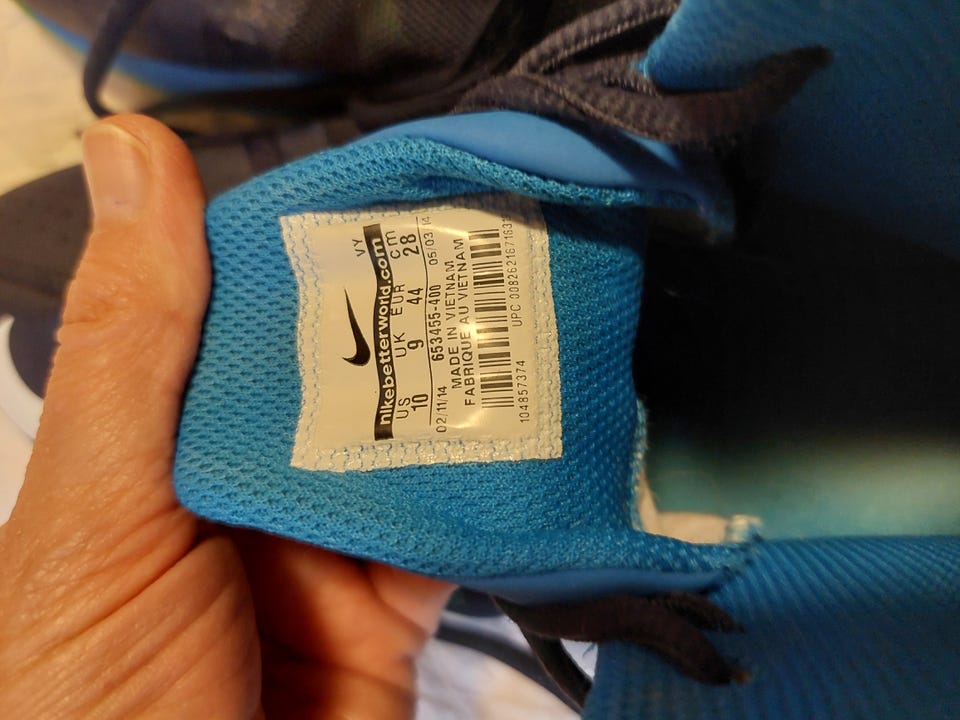 VY
nikebetterworld.com
US UK EUR cm
10 9 44 28
02/11/14 05/03/14
653455-400
MADE IN VIETNAM
FABRIQUE AU VIETNAM
UPC
104857374